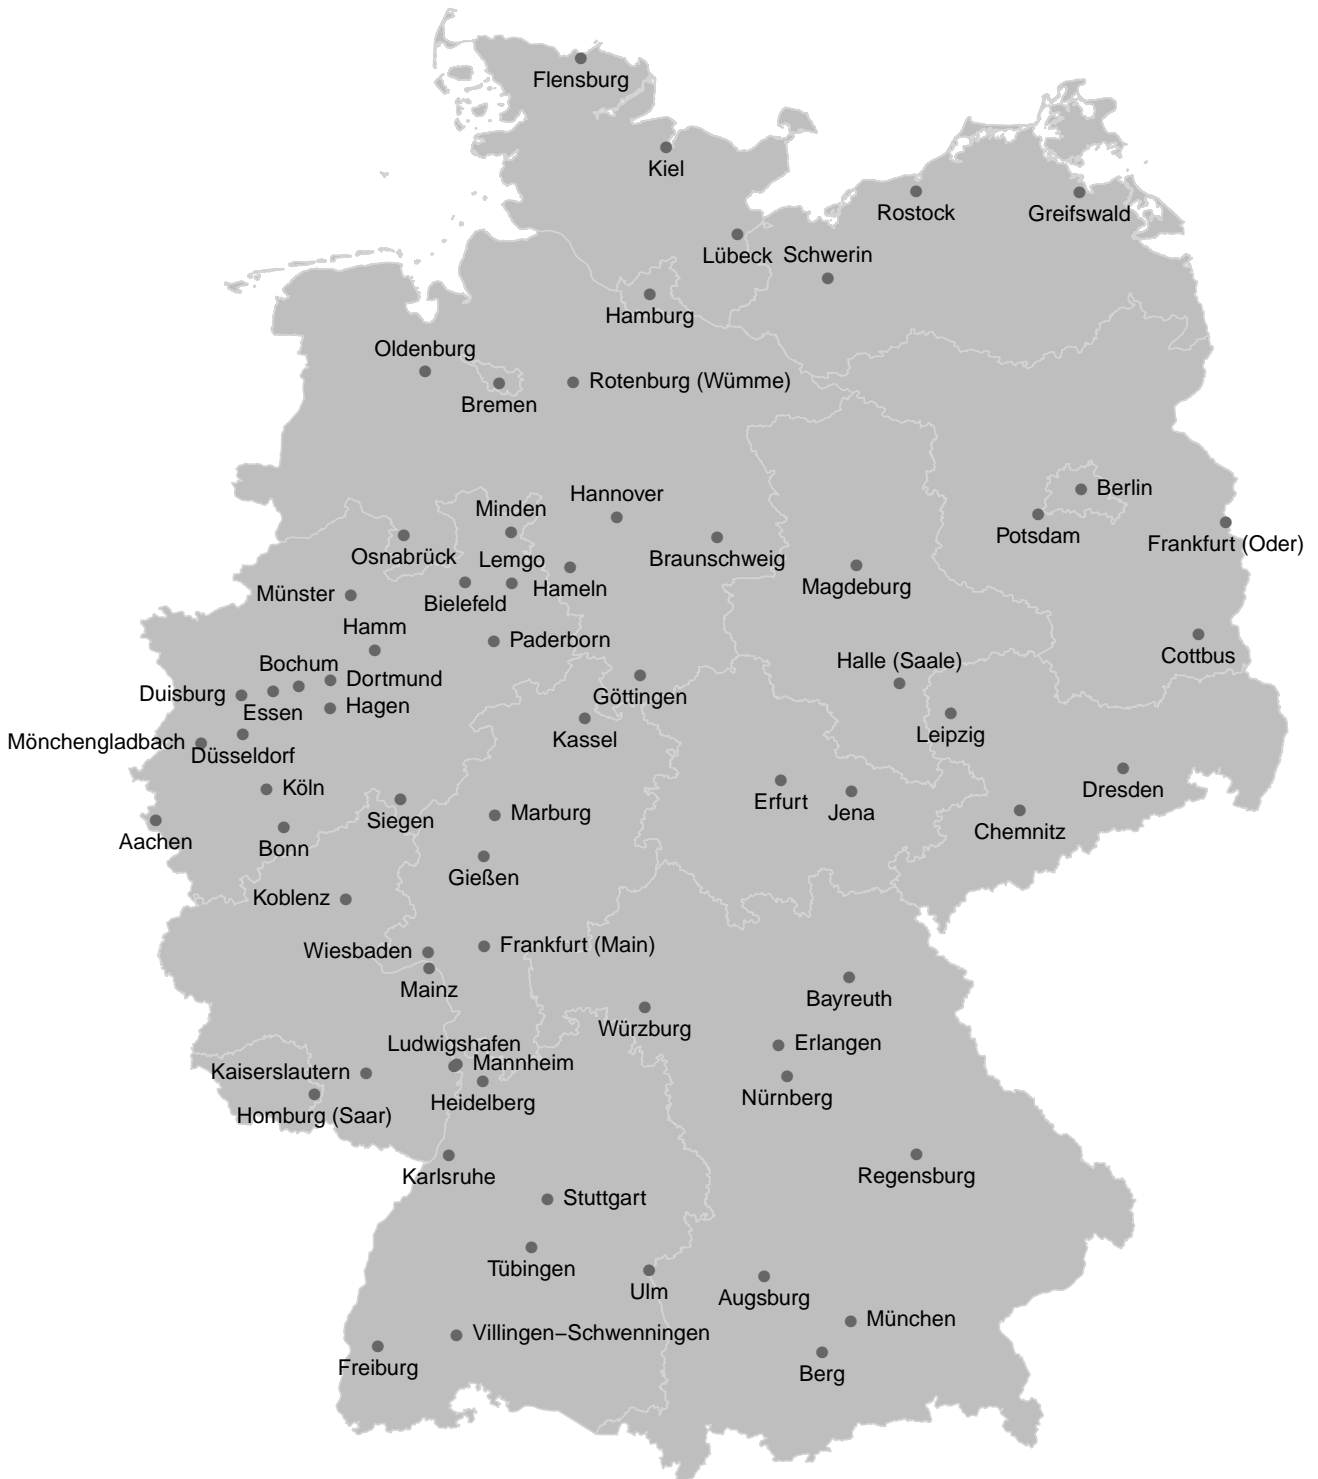 Flensburg
Kiel
Rostock
Greifswald
Lübeck
Schwerin
Hamburg
Oldenburg
Rotenburg (Wümme)
Bremen
Berlin
Hannover
Minden
Potsdam
Frankfurt (Oder)
Osnabrück
Lemgo
Braunschweig
Magdeburg
Hameln
Münster
Bielefeld
Hamm
Paderborn
Cottbus
Bochum
Halle (Saale)
Dortmund
Duisburg
Göttingen
Hagen
Essen
Leipzig
Kassel
Mönchengladbach
Düsseldorf
Köln
Dresden
Erfurt
Jena
Marburg
Siegen
Chemnitz
Aachen
Bonn
Gießen
Koblenz
Frankfurt (Main)
Wiesbaden
Mainz
Bayreuth
Würzburg
Ludwigshafen
Erlangen
Mannheim
Kaiserslautern
Heidelberg
Nürnberg
Homburg (Saar)
Karlsruhe
Regensburg
Stuttgart
Tübingen
Ulm
Augsburg
München
Villingen−Schwenningen
Freiburg
Berg